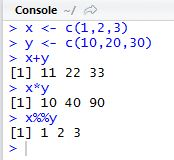 Console ~/
> x <- c(1,2,3)
> y <- c(10,20,30)
> x+y
[1] 11 22 33
> x*y
[1] 10 40 90
> x%%y
[1] 1 2 3
>